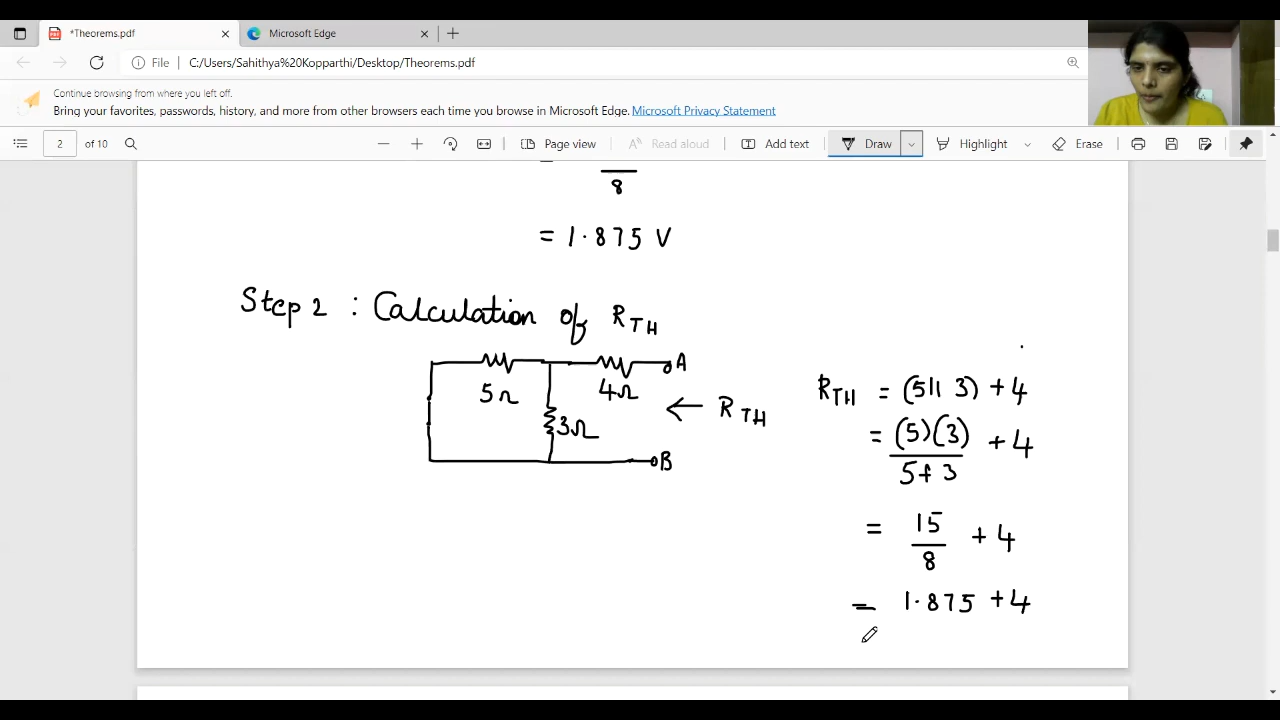 *Theorems.pdf
Microsoft Edge
File
C:/Users/Sahithya%20Kopparthi/Desktop/Theorems.pdf
Continue browsing from where you left off.
Bring your favorites, passwords, history, and more from other browsers each time you browse in Microsoft Edge. Microsoft Privacy Statement
2 of 10
Page view
Read aloud
Add text
Draw
Highlight
Erase
8
= 1.875 V
Step 2 : Calculation of RTH
5Ω
4Ω
A
3Ω
← RTH
B
RTH = (5||3) + 4
= (5)(3)
5+3
+ 4
= 15
8
+ 4
= 1.875 + 4